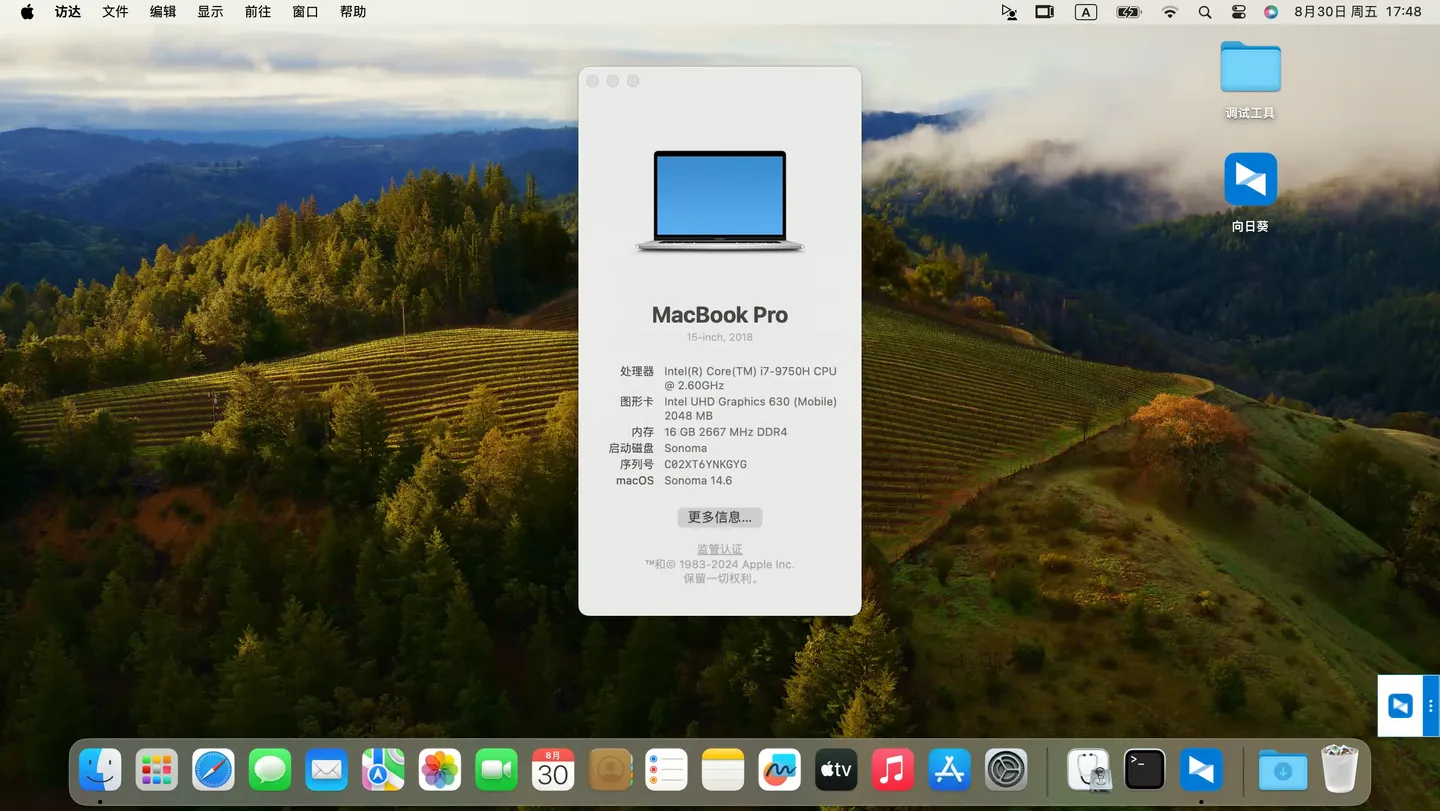 访达 文件 编辑 显示 前往 窗口 帮助 A 8月30日 周五 17:48
调试工具
向日葵
MacBook Pro
15-inch, 2018
处理器 Intel(R) Core(TM) i7-9750H CPU
@ 2.60GHz
图形卡 Intel UHD Graphics 630 (Mobile)
2048 MB
内存 16 GB 2667 MHz DDR4
启动磁盘 Sonoma
序列号 C02XT6YNKGYG
macOS Sonoma 14.6
更多信息...
监管认证
™和© 1983-2024 Apple Inc.
保留一切权利。
8月
30
tv
>_